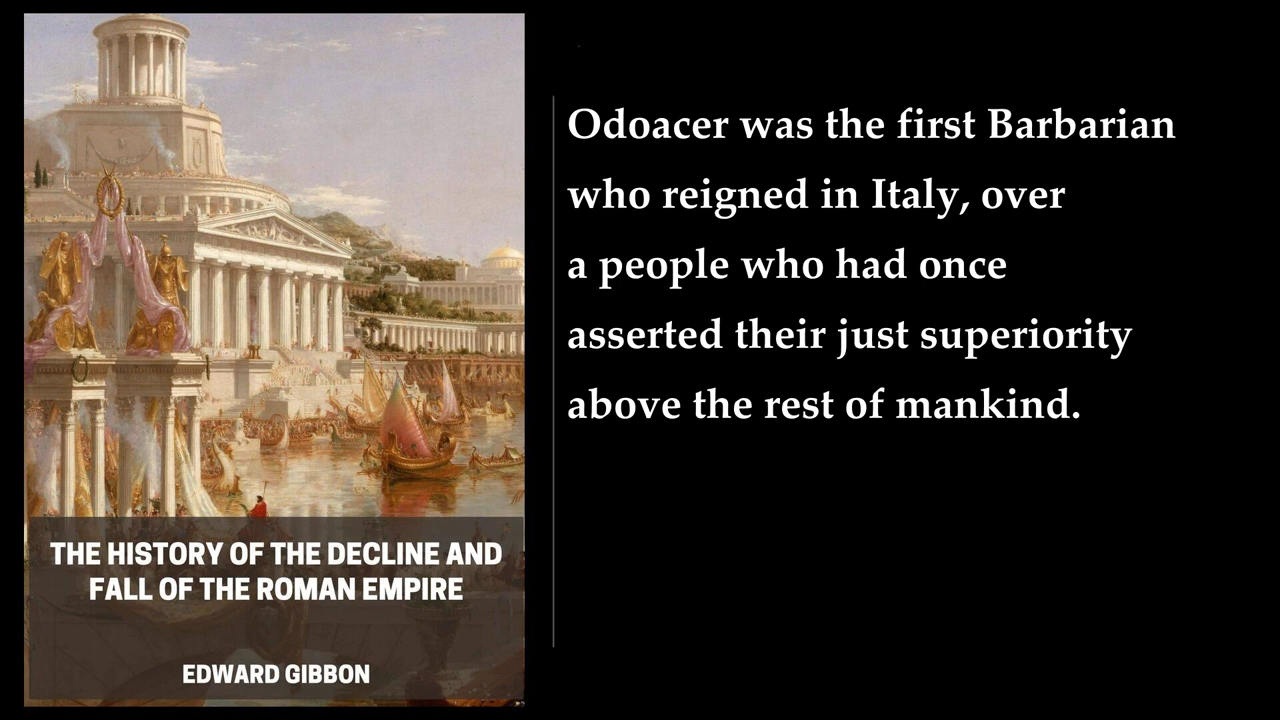 THE HISTORY OF THE DECLINE AND
FALL OF THE ROMAN EMPIRE
EDWARD GIBBON
Odoacer was the first Barbarian
who reigned in Italy, over
a people who had once
asserted their just superiority
above the rest of mankind.